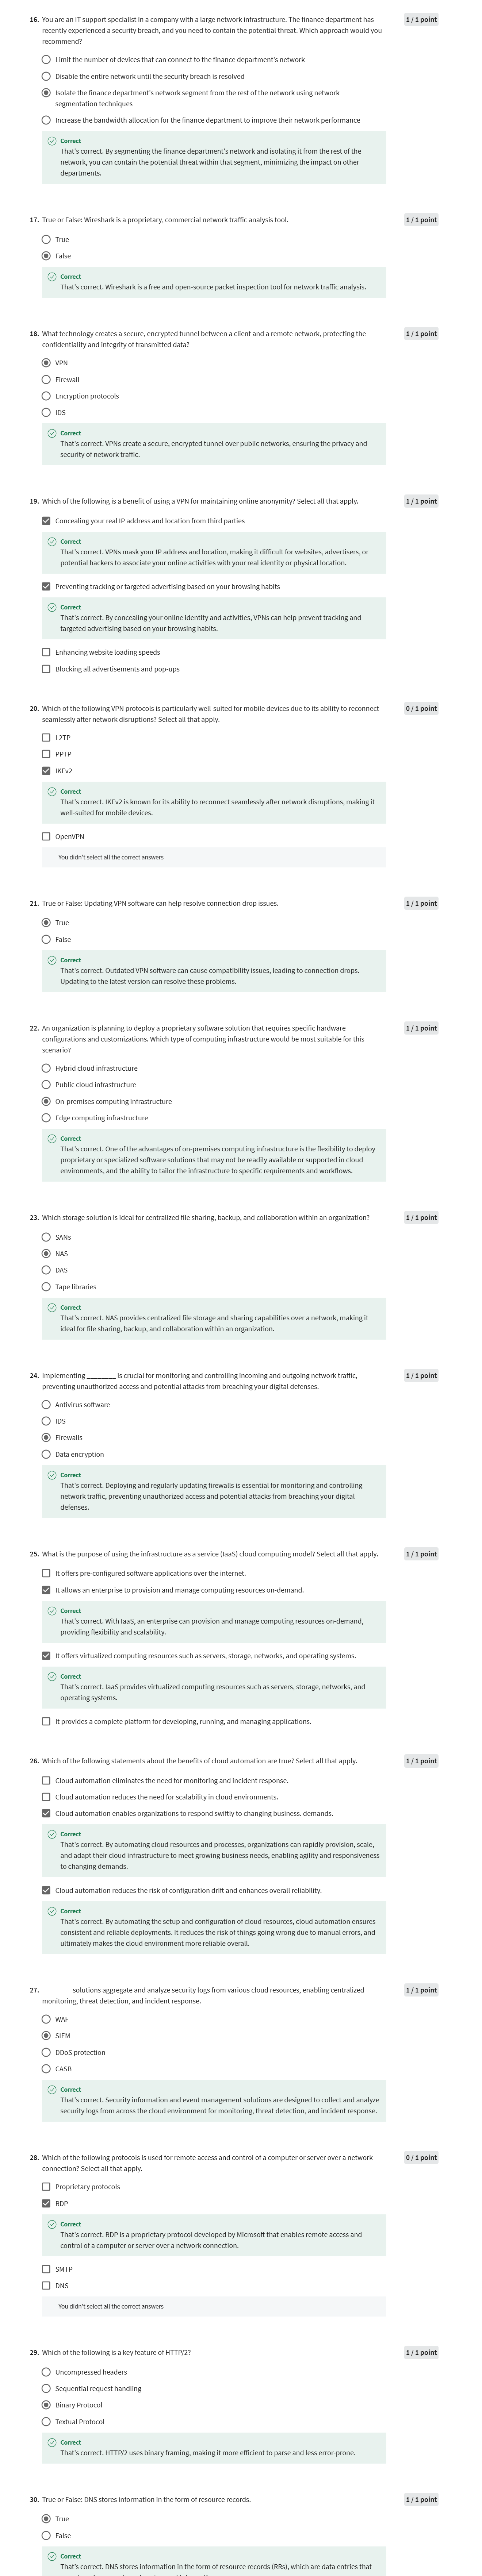 16. You are an IT support specialist in a company with a large network infrastructure. The finance department has
1 / 1 point
recently experienced a security breach, and you need to contain the potential threat. Which approach would you
recommend?
Limit the number of devices that can connect to the finance department's network
Disable the entire network until the security breach is resolved
Isolate the finance department's network segment from the rest of the network using network
segmentation techniques
Increase the bandwidth allocation for the finance department to improve their network performance
Correct
That's correct. By segmenting the finance department's network and isolating it from the rest of the
network, you can contain the potential threat within that segment, minimizing the impact on other
departments.
17. True or False: Wireshark is a proprietary, commercial network traffic analysis tool.
1 / 1 point
True
False
Correct
That's correct. Wireshark is a free and open-source packet inspection tool for network traffic analysis.
18. What technology creates a secure, encrypted tunnel between a client and a remote network, protecting the
1 / 1 point
confidentiality and integrity of transmitted data?
VPN
Firewall
Encryption protocols
IDS
Correct
That's correct. VPNs create a secure, encrypted tunnel over public networks, ensuring the privacy and
security of network traffic.
19. Which of the following is a benefit of using a VPN for maintaining online anonymity? Select all that apply.
1 / 1 point
Concealing your real IP address and location from third parties
Correct
That's correct. VPNs mask your IP address and location, making it difficult for websites, advertisers, or
potential hackers to associate your online activities with your real identity or physical location.
Preventing tracking or targeted advertising based on your browsing habits
Correct
That's correct. By concealing your online identity and activities, VPNs can help prevent tracking and
targeted advertising based on your browsing habits.
Enhancing website loading speeds
Blocking all advertisements and pop-ups
20. Which of the following VPN protocols is particularly well-suited for mobile devices due to its ability to reconnect
0 / 1 point
seamlessly after network disruptions? Select all that apply.
L2TP
PPTP
IKEv2
Correct
That's correct. IKEv2 is known for its ability to reconnect seamlessly after network disruptions, making it
well-suited for mobile devices.
OpenVPN
You didn't select all the correct answers
21. True or False: Updating VPN software can help resolve connection drop issues.
1 / 1 point
True
False
Correct
That's correct. Outdated VPN software can cause compatibility issues, leading to connection drops.
Updating to the latest version can resolve these problems.
22. An organization is planning to deploy a proprietary software solution that requires specific hardware
1 / 1 point
configurations and customizations. Which type of computing infrastructure would be most suitable for this
scenario?
Hybrid cloud infrastructure
Public cloud infrastructure
On-premises computing infrastructure
Edge computing infrastructure
Correct
That's correct. One of the advantages of on-premises computing infrastructure is the flexibility to deploy
proprietary or specialized software solutions that may not be readily available or supported in cloud
environments, and the ability to tailor the infrastructure to specific requirements and workflows.
23. Which storage solution is ideal for centralized file sharing, backup, and collaboration within an organization?
1 / 1 point
SANs
NAS
DAS
Tape libraries
Correct
That's correct. NAS provides centralized file storage and sharing capabilities over a network, making it
ideal for file sharing, backup, and collaboration within an organization.
24. Implementing ________ is crucial for monitoring and controlling incoming and outgoing network traffic,
1 / 1 point
preventing unauthorized access and potential attacks from breaching your digital defenses.
Antivirus software
IDS
Firewalls
Data encryption
Correct
That's correct. Deploying and regularly updating firewalls is essential for monitoring and controlling
network traffic, preventing unauthorized access and potential attacks from breaching your digital
defenses.
25. What is the purpose of using the infrastructure as a service (IaaS) cloud computing model? Select all that apply.
1 / 1 point
It offers pre-configured software applications over the internet.
It allows an enterprise to provision and manage computing resources on-demand.
Correct
That's correct. With IaaS, an enterprise can provision and manage computing resources on-demand,
providing flexibility and scalability.
It offers virtualized computing resources such as servers, storage, networks, and operating systems.
Correct
That's correct. IaaS provides virtualized computing resources such as servers, storage, networks, and
operating systems.
It provides a complete platform for developing, running, and managing applications.
26. Which of the following statements about the benefits of cloud automation are true? Select all that apply.
1 / 1 point
Cloud automation eliminates the need for monitoring and incident response.
Cloud automation reduces the need for scalability in cloud environments.
Cloud automation enables organizations to respond swiftly to changing business. demands.
Correct
That's correct. By automating cloud resources and processes, organizations can rapidly provision, scale,
and adapt their cloud infrastructure to meet growing business needs, enabling agility and responsiveness
to changing demands.
Cloud automation reduces the risk of configuration drift and enhances overall reliability.
Correct
That's correct. By automating the setup and configuration of cloud resources, cloud automation ensures
consistent and reliable deployments. It reduces the risk of things going wrong due to manual errors, and
ultimately makes the cloud environment more reliable overall.
27. ________ solutions aggregate and analyze security logs from various cloud resources, enabling centralized
1 / 1 point
monitoring, threat detection, and incident response.
WAF
SIEM
DDoS protection
CASB
Correct
That's correct. Security information and event management solutions are designed to collect and analyze
security logs from across the cloud environment for monitoring, threat detection, and incident response.
28. Which of the following protocols is used for remote access and control of a computer or server over a network
0 / 1 point
connection? Select all that apply.
Proprietary protocols
RDP
Correct
That's correct. RDP is a proprietary protocol developed by Microsoft that enables remote access and
control of a computer or server over a network connection.
SMTP
DNS
You didn't select all the correct answers
29. Which of the following is a key feature of HTTP/2?
1 / 1 point
Uncompressed headers
Sequential request handling
Binary Protocol
Textual Protocol
Correct
That's correct. HTTP/2 uses binary framing, making it more efficient to parse and less error-prone.
30. True or False: DNS stores information in the form of resource records.
1 / 1 point
True
False
Correct
That's correct. DNS stores information in the form of resource records (RRs), which are data entries that